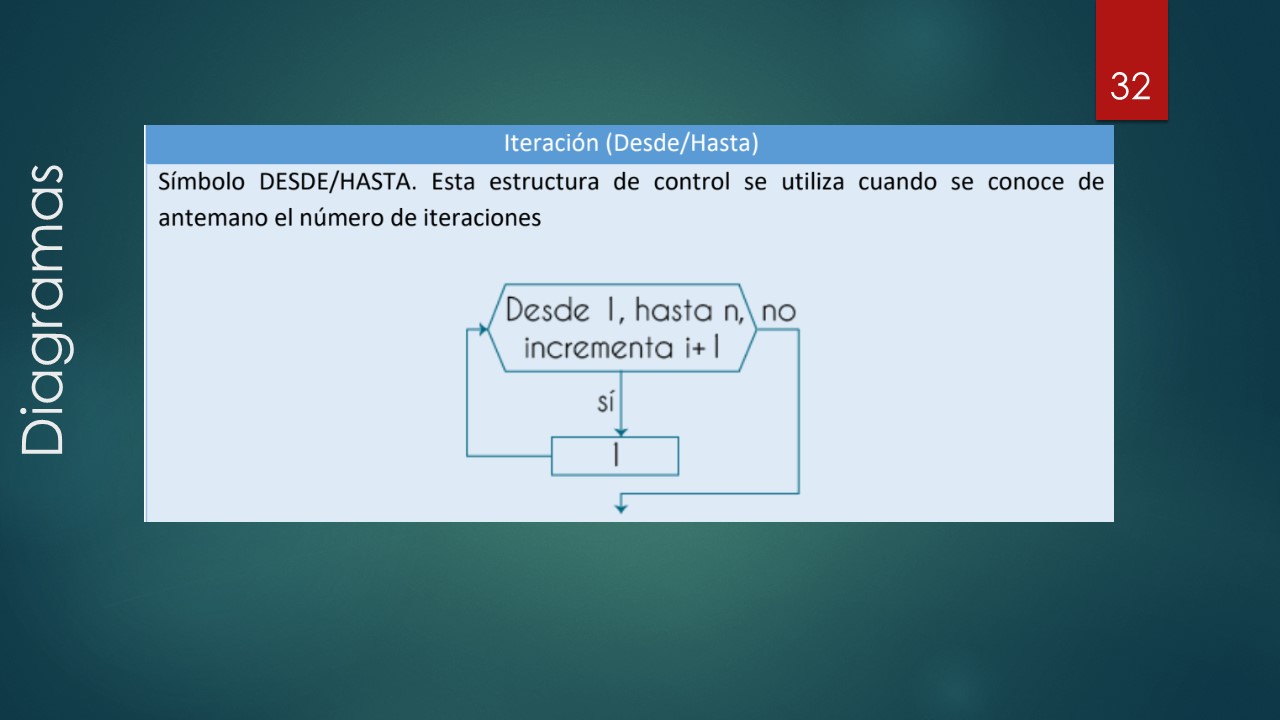 32
Diagramas
Iteración (Desde/Hasta)
Símbolo DESDE/HASTA. Esta estructura de control se utiliza cuando se conoce de
antemano el número de iteraciones
Desde 1, hasta n,
incrementa i+1
no
sí
1